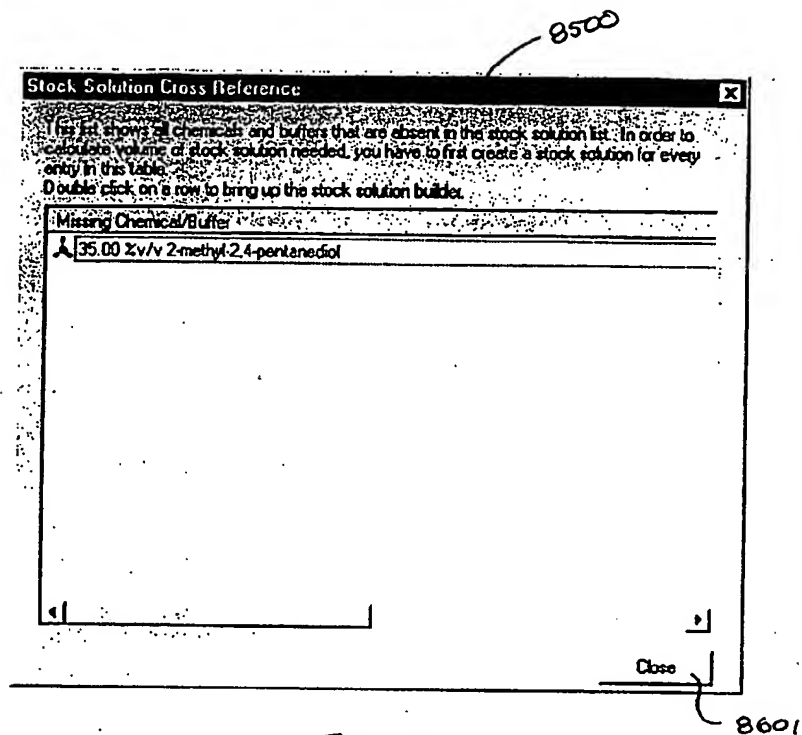 8500
Stock Solution Cross Reference
This list shows all chemicals and buffers that are absent in the stock solution list. In order to
calculate volume of stock solution needed, you have to first create a stock solution for every
entry in this table.
Double click on a row to bring up the stock solution builder.
Missing Chemical/Buffer
35.00 %v/v 2-methyl-2,4-pentanediol
Close
8601